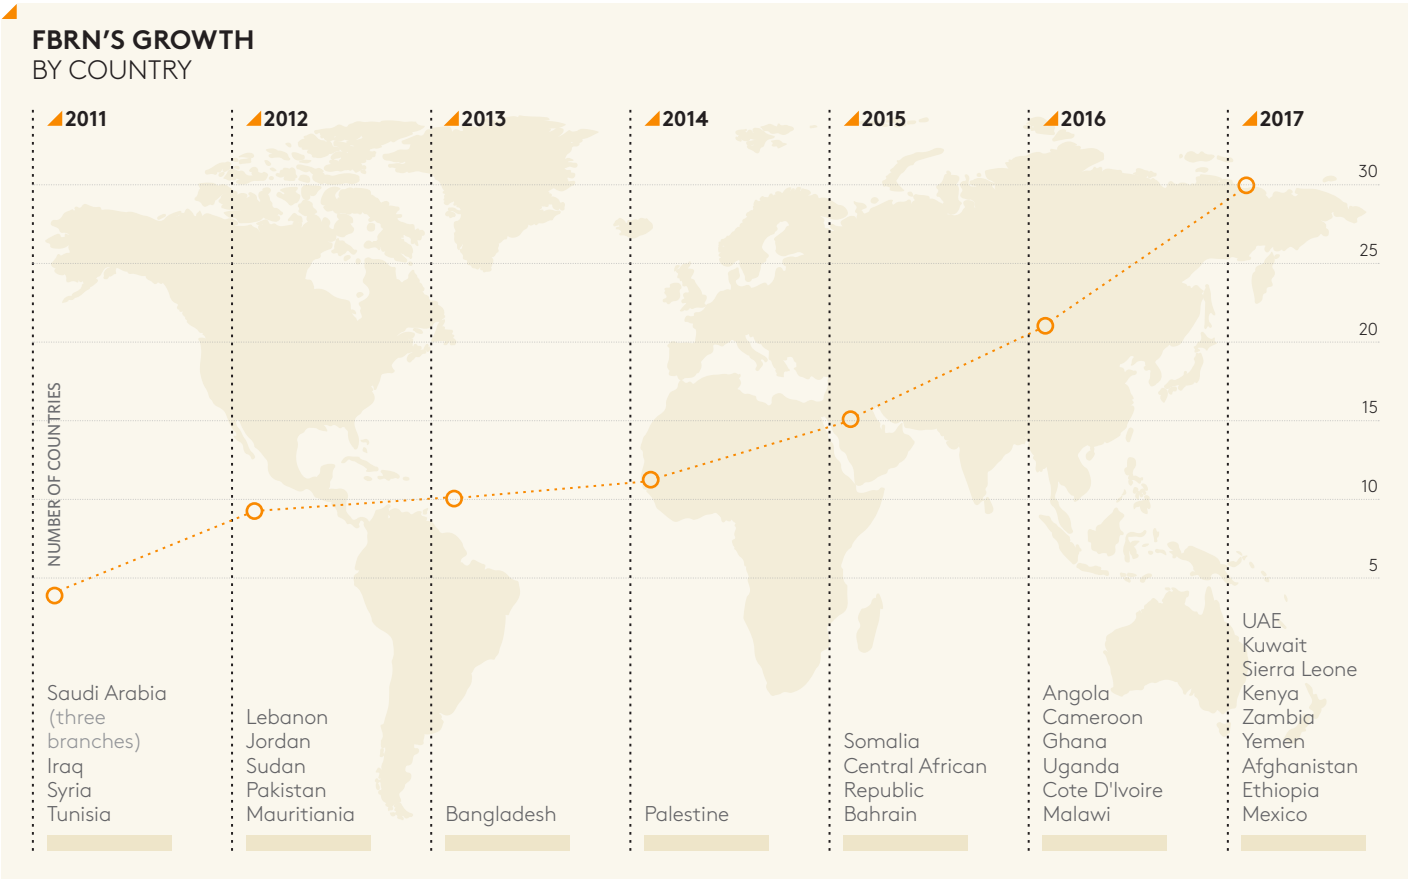 FBRN'S GROWTH
BY COUNTRY
2011
2012
2013
2014
2015
2016
2017
30
25
20
15
10
5
NUMBER OF COUNTRIES
Saudi Arabia
(three
branches)
Iraq
Syria
Tunisia
Lebanon
Jordan
Sudan
Pakistan
Mauritiania
Bangladesh
Palestine
Somalia
Central African
Republic
Bahrain
Angola
Cameroon
Ghana
Uganda
Cote D'Ivoire
Malawi
UAE
Kuwait
Sierra Leone
Kenya
Zambia
Yemen
Afghanistan
Ethiopia
Mexico